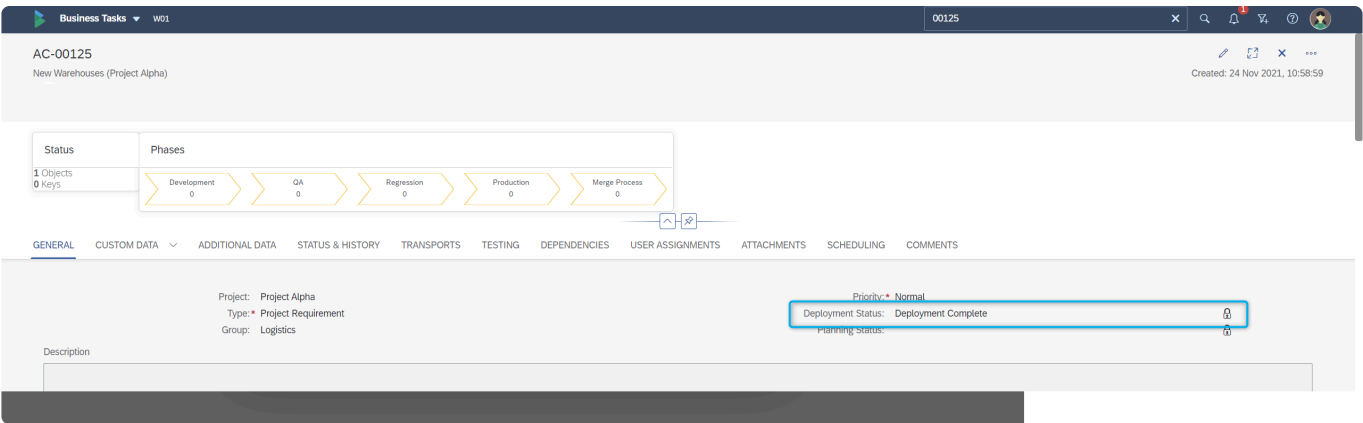 Business Tasks W01 00125 1
AC-00125
New Warehouses (Project Alpha) Created: 24 Nov 2021, 10:58:59
Status Phases
1 Objects
0 Keys
Development QA Regression Production Merge Process
0 0 0 0 0
GENERAL CUSTOM DATA ADDITIONAL DATA STATUS & HISTORY TRANSPORTS TESTING DEPENDENCIES USER ASSIGNMENTS ATTACHMENTS SCHEDULING COMMENTS
Project: Project Alpha Priority:* Normal
Type:* Project Requirement Deployment Status: Deployment Complete
Group: Logistics Planning Status:
Description